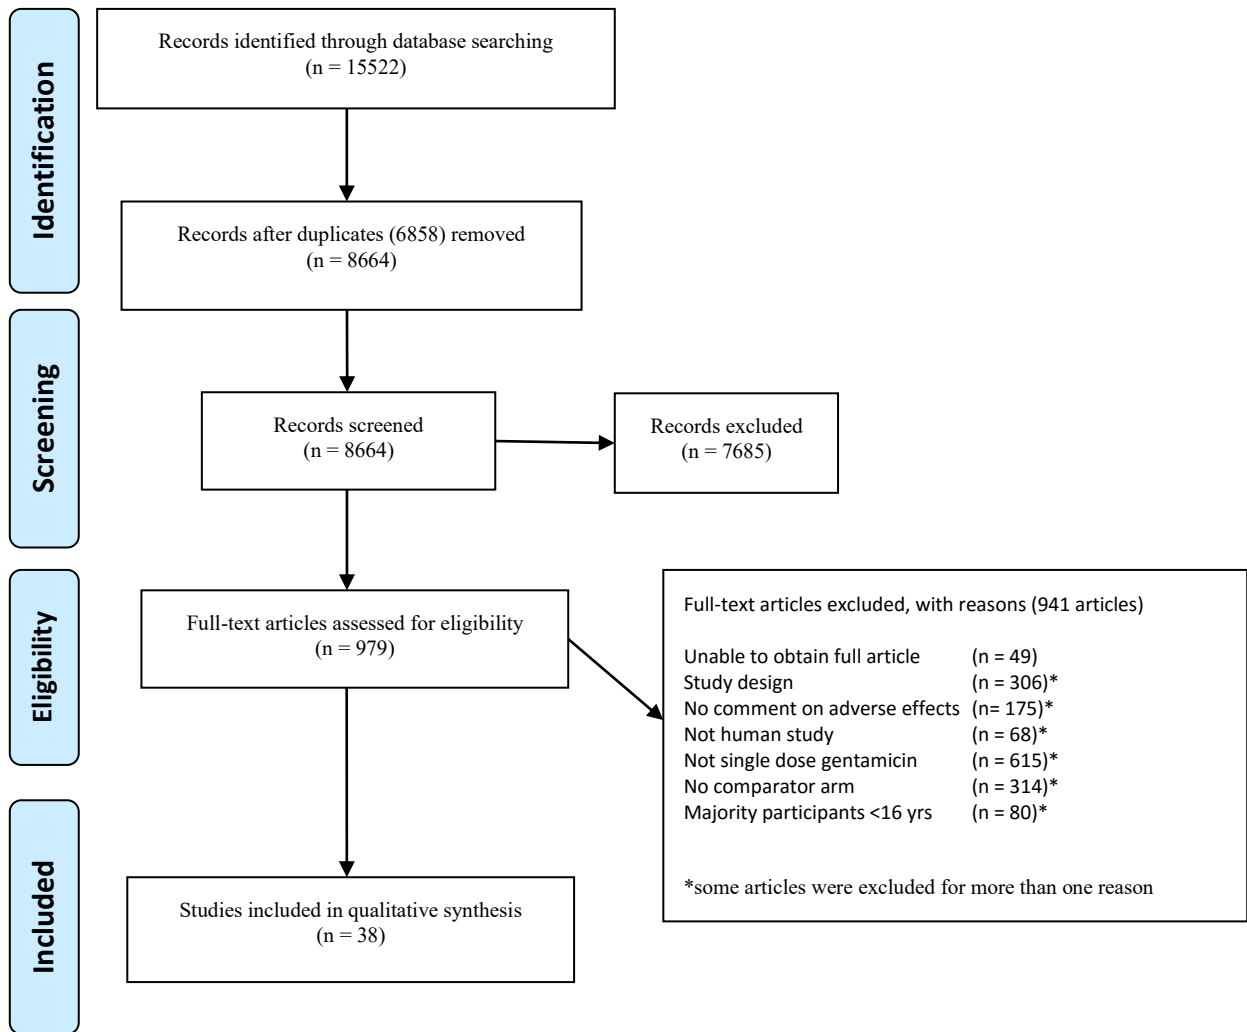 Identification
Records identified through database searching
(n = 15522)
Records after duplicates (6858) removed
(n = 8664)
Screening
Records screened
(n = 8664)
Records excluded
(n = 7685)
Eligibility
Full-text articles assessed for eligibility
(n = 979)
Full-text articles excluded, with reasons (941 articles)
Unable to obtain full article (n = 49)
Study design (n = 306)*
No comment on adverse effects (n= 175)*
Not human study (n = 68)*
Not single dose gentamicin (n = 615)*
No comparator arm (n = 314)*
Majority participants <16 yrs (n = 80)*
*some articles were excluded for more than one reason
Included
Studies included in qualitative synthesis
(n = 38)